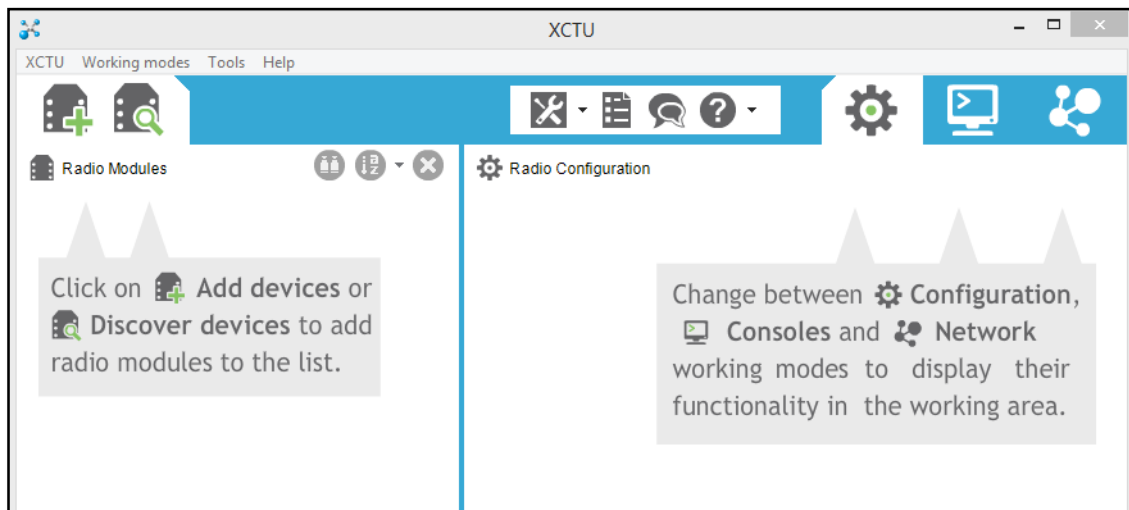 XCTU
XCTU Working modes Tools Help
Radio Modules
Radio Configuration
Click on Add devices or
Discover devices to add
radio modules to the list.
Change between Configuration,
Consoles and Network
working modes to display their
functionality in the working area.